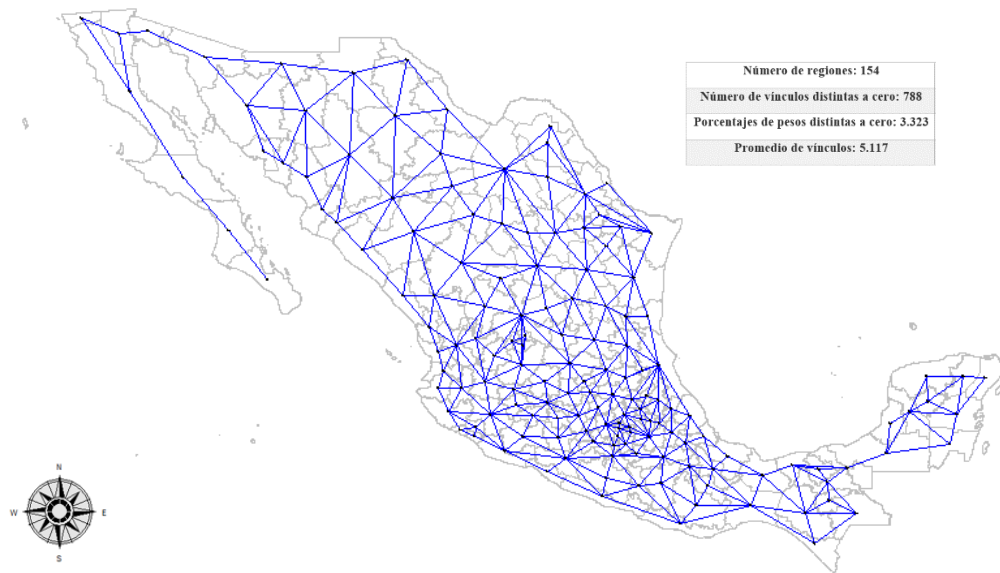 Número de regiones: 154
Número de vínculos distintas a cero: 788
Porcentajes de pesos distintas a cero: 3.323
Promedio de vínculos: 5.117
N
W
E
S